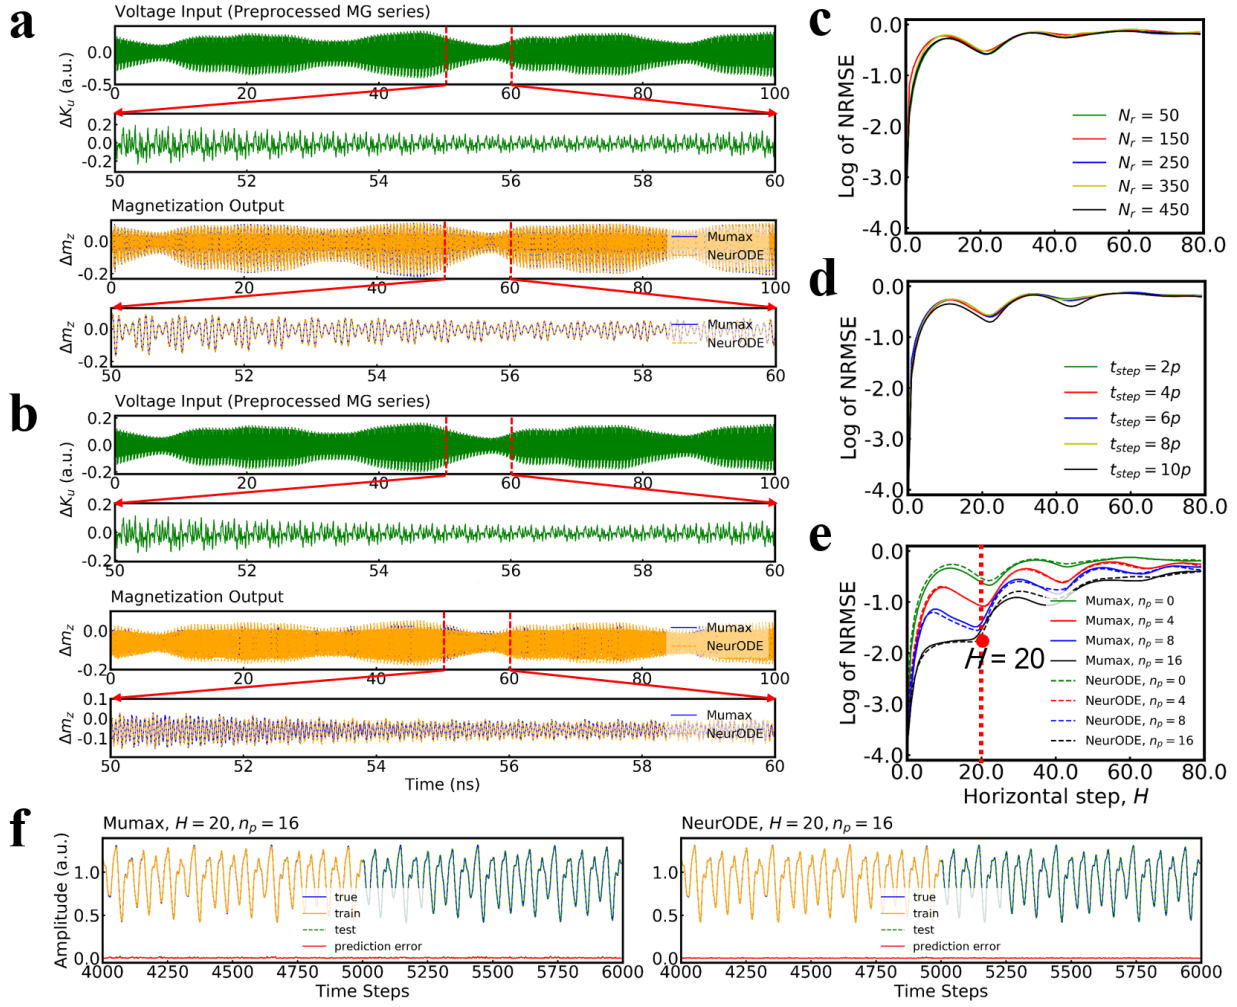 a
Voltage Input (Preprocessed MG series)
ΔK_u (a.u.)
0.0
-0.5
0 20 40 60 80 100
0.2
0.0
-0.2
50 52 54 56 58 60
Magnetization Output
Δm_z
0.0
-0.2
Mumax
NeurODE
0 20 40 60 80 100
Δm_z
0.0
-0.2
Mumax
NeurODE
50 52 54 56 58 60
b
Voltage Input (Preprocessed MG series)
ΔK_u (a.u.)
0.2
0.0
-0.2
0 20 40 60 80 100
0.2
0.0
-0.2
50 52 54 56 58 60
Magnetization Output
Δm_z
0.0
-0.2
Mumax
NeurODE
0 20 40 60 80 100
Δm_z
0.1
0.0
-0.1
Mumax
NeurODE
50 52 54 56 58 60
Time (ns)
c
Log of NRMSE
0.0
-1.0
-2.0
-3.0
-4.0
N_r = 50
N_r = 150
N_r = 250
N_r = 350
N_r = 450
0.0 20.0 40.0 60.0 80.0
d
Log of NRMSE
0.0
-1.0
-2.0
-3.0
-4.0
t_step = 2p
t_step = 4p
t_step = 6p
t_step = 8p
t_step = 10p
0.0 20.0 40.0 60.0 80.0
e
Log of NRMSE
0.0
-1.0
-2.0
-3.0
-4.0
H = 20
Mumax, n_p = 0
Mumax, n_p = 4
Mumax, n_p = 8
Mumax, n_p = 16
NeurODE, n_p = 0
NeurODE, n_p = 4
NeurODE, n_p = 8
NeurODE, n_p = 16
0.0 20.0 40.0 60.0 80.0
Horizontal step, H
f
Mumax, H = 20, n_p = 16
Amplitude (a.u.)
1.0
0.5
0.0
true
train
test
prediction error
4000 4250 4500 4750 5000 5250 5500 5750 6000
Time Steps
NeurODE, H = 20, n_p = 16
1.0
0.5
0.0
true
train
test
prediction error
4000 4250 4500 4750 5000 5250 5500 5750 6000
Time Steps